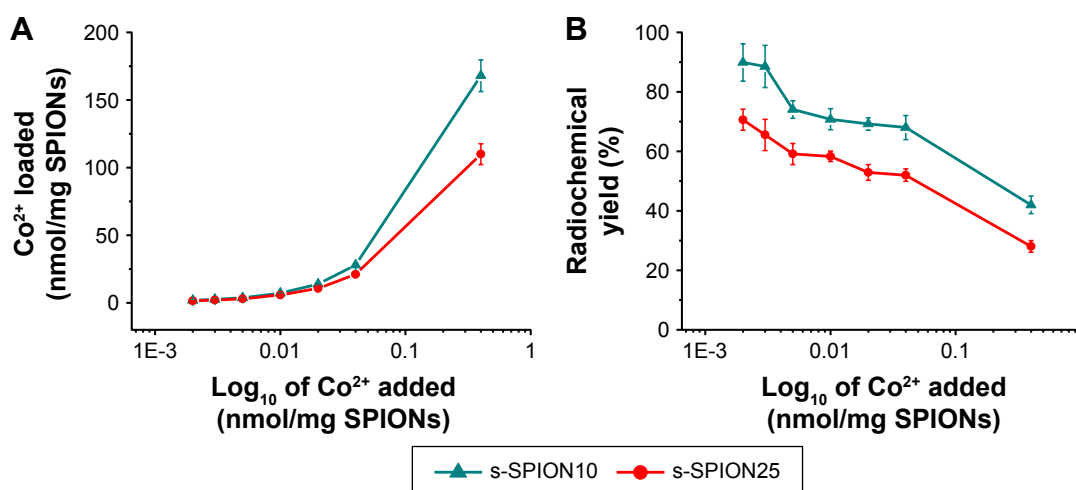 A
Co²⁺ loaded
(nmol/mg SPIONs)
200
150
100
50
0
1E-3
0.01
0.1
1
Log₁₀ of Co²⁺ added
(nmol/mg SPIONs)
B
Radiochemical
yield (%)
100
80
60
40
20
0
1E-3
0.01
0.1
Log₁₀ of Co²⁺ added
(nmol/mg SPIONs)
s-SPION10
s-SPION25